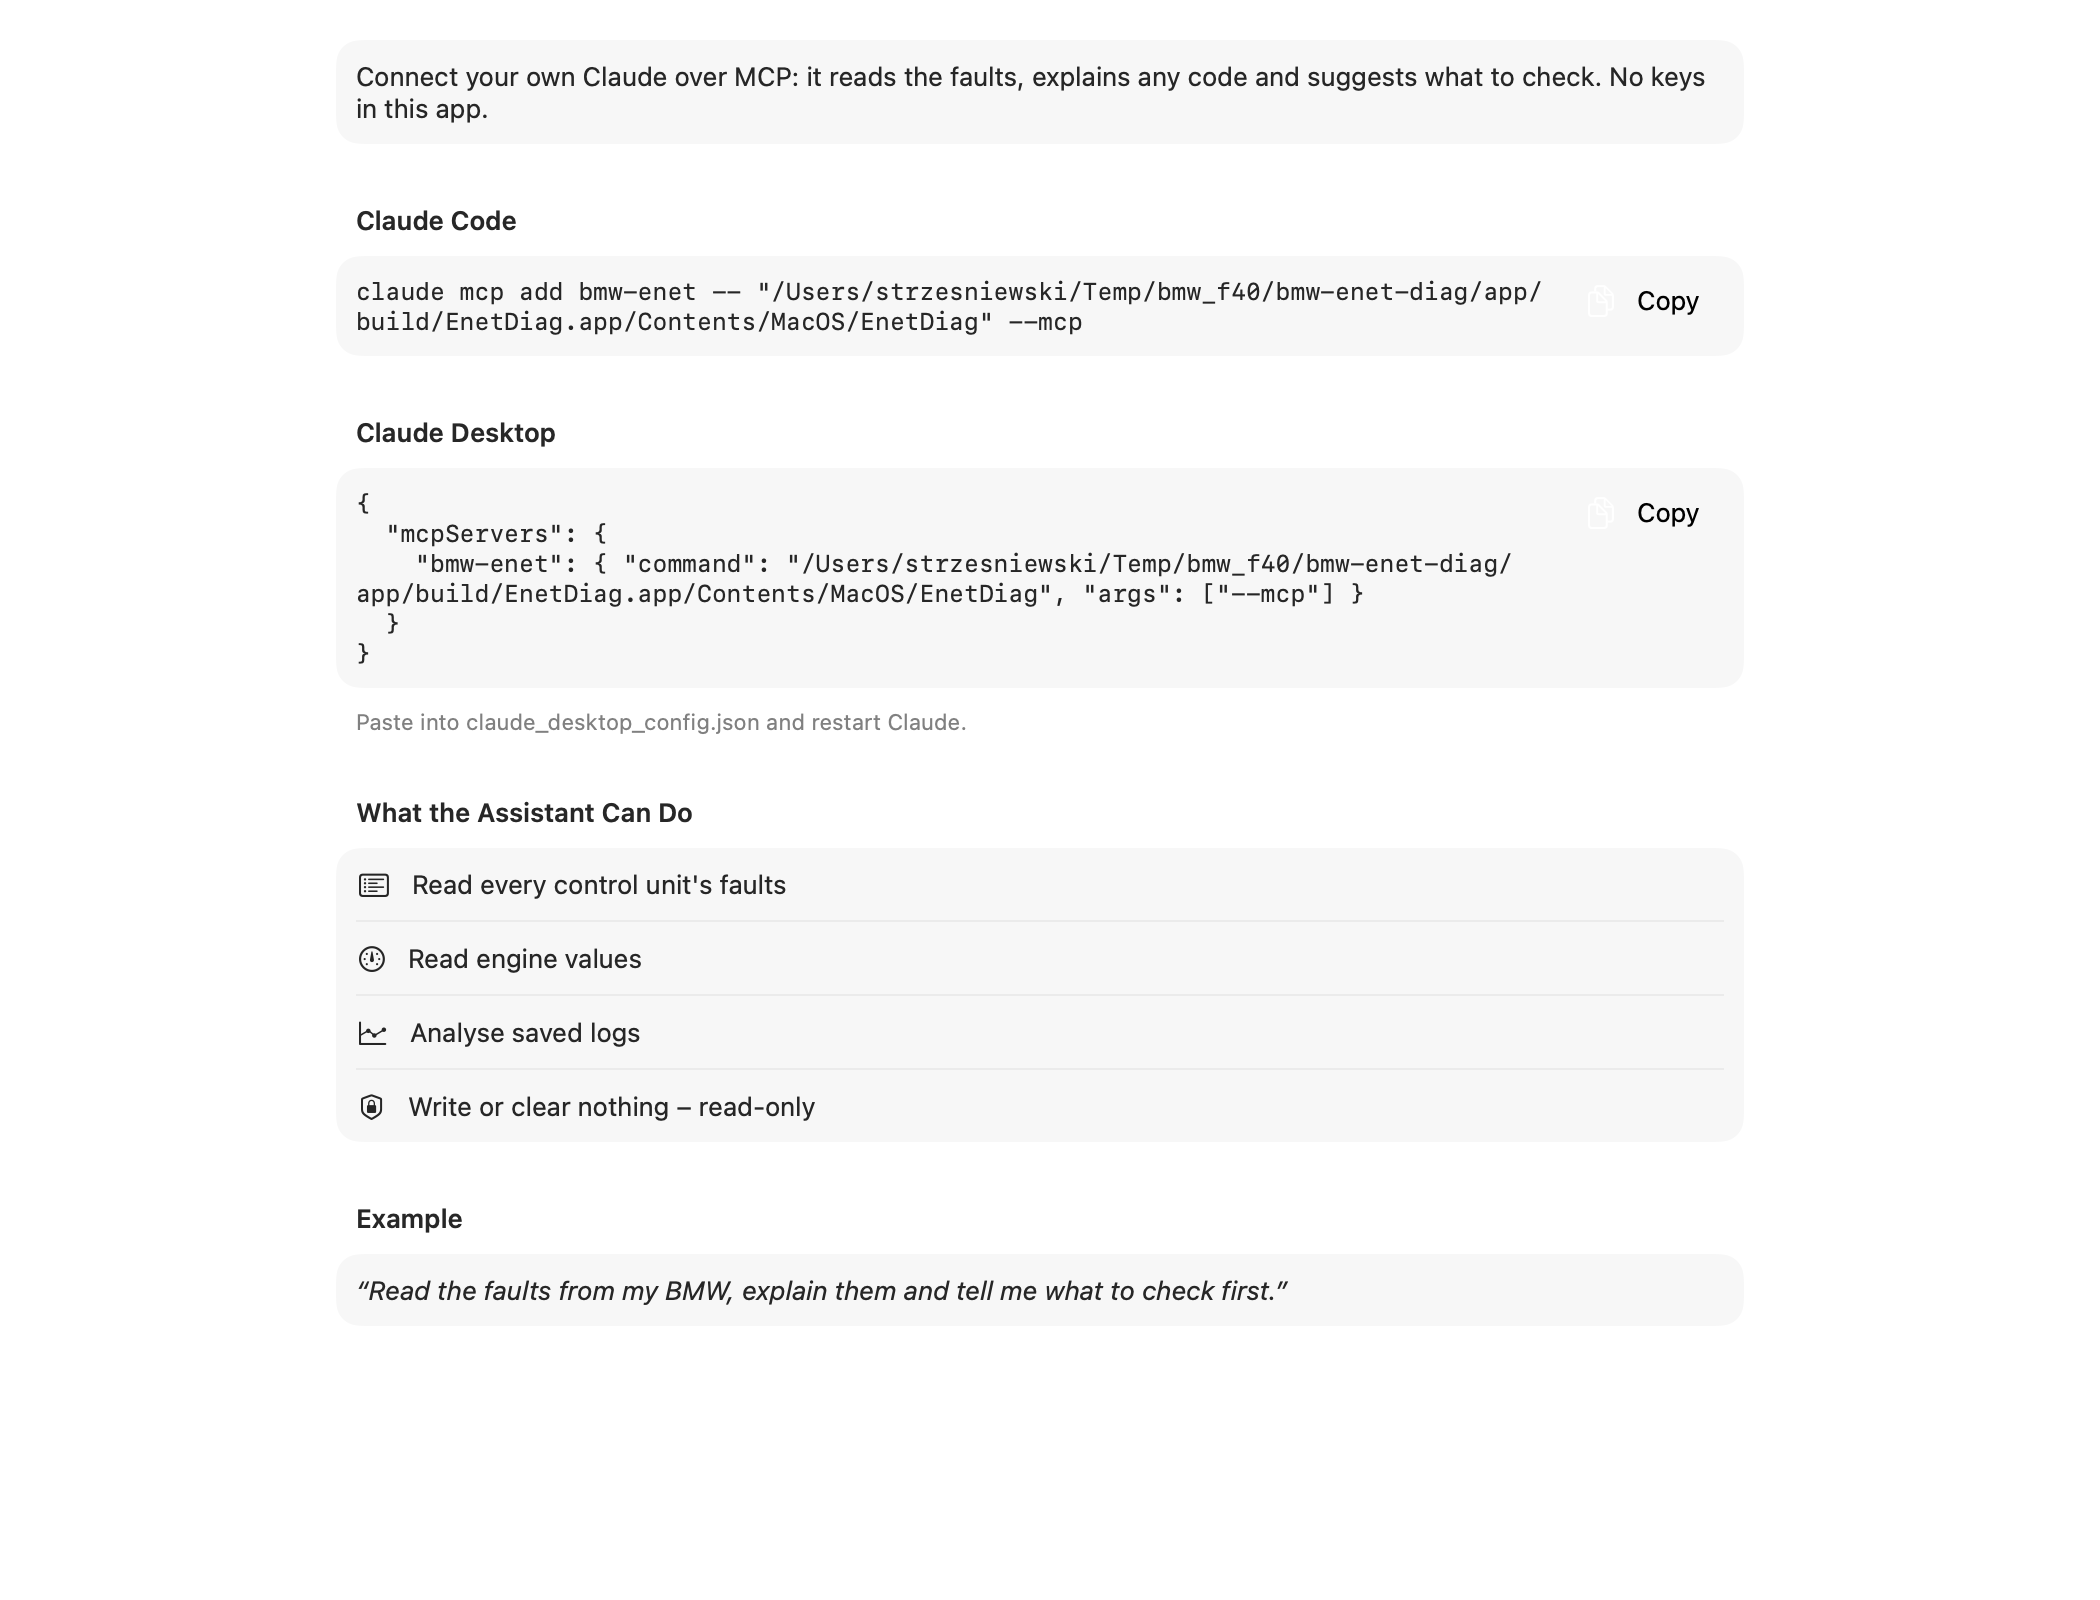 Connect your own Claude over MCP: it reads the faults, explains any code and suggests what to check. No keys
in this app.
Claude Code
claude mcp add bmw-enet -- "/Users/strzesniewski/Temp/bmw_f40/bmw-enet-diag/app/
build/EnetDiag.app/Contents/MacOS/EnetDiag" --mcp
Copy
Claude Desktop
{
  "mcpServers": {
    "bmw-enet": { "command": "/Users/strzesniewski/Temp/bmw_f40/bmw-enet-diag/
app/build/EnetDiag.app/Contents/MacOS/EnetDiag", "args": ["--mcp"] }
  }
}
Copy
Paste into claude_desktop_config.json and restart Claude.
What the Assistant Can Do
Read every control unit's faults
Read engine values
Analyse saved logs
Write or clear nothing – read-only
Example
“Read the faults from my BMW, explain them and tell me what to check first.”